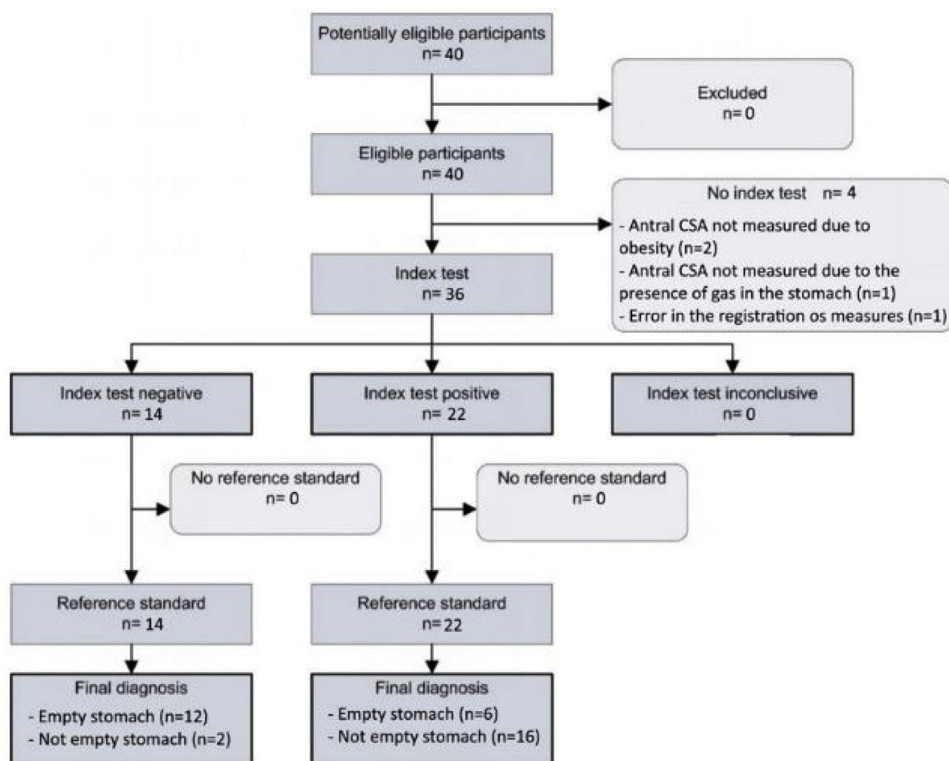 Potentially eligible participants
n= 40
Excluded
n= 0
Eligible participants
n= 40
No index test n= 4
- Antral CSA not measured due to
obesity (n=2)
- Antral CSA not measured due to the
presence of gas in the stomach (n=1)
- Error in the registration os measures (n=1)
Index test
n= 36
Index test negative
n= 14
Index test positive
n= 22
Index test inconclusive
n= 0
No reference standard
n= 0
No reference standard
n= 0
Reference standard
n= 14
Reference standard
n= 22
Final diagnosis
- Empty stomach (n=12)
- Not empty stomach (n=2)
Final diagnosis
- Empty stomach (n=6)
- Not empty stomach (n=16)